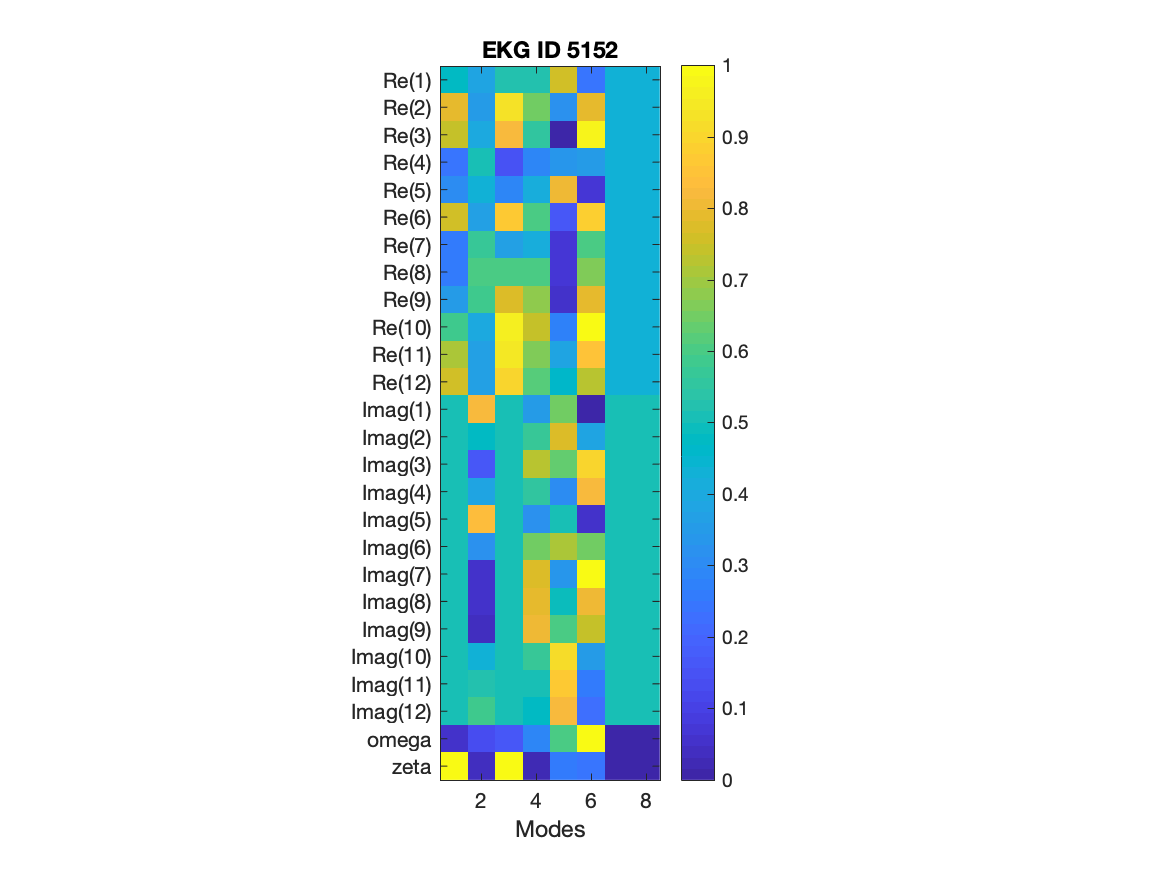 EKG ID 5152
Re(1)
Re(2)
Re(3)
Re(4)
Re(5)
Re(6)
Re(7)
Re(8)
Re(9)
Re(10)
Re(11)
Re(12)
Imag(1)
Imag(2)
Imag(3)
Imag(4)
Imag(5)
Imag(6)
Imag(7)
Imag(8)
Imag(9)
Imag(10)
Imag(11)
Imag(12)
omega
zeta
2 4 6 8
Modes
1
0.9
0.8
0.7
0.6
0.5
0.4
0.3
0.2
0.1
0